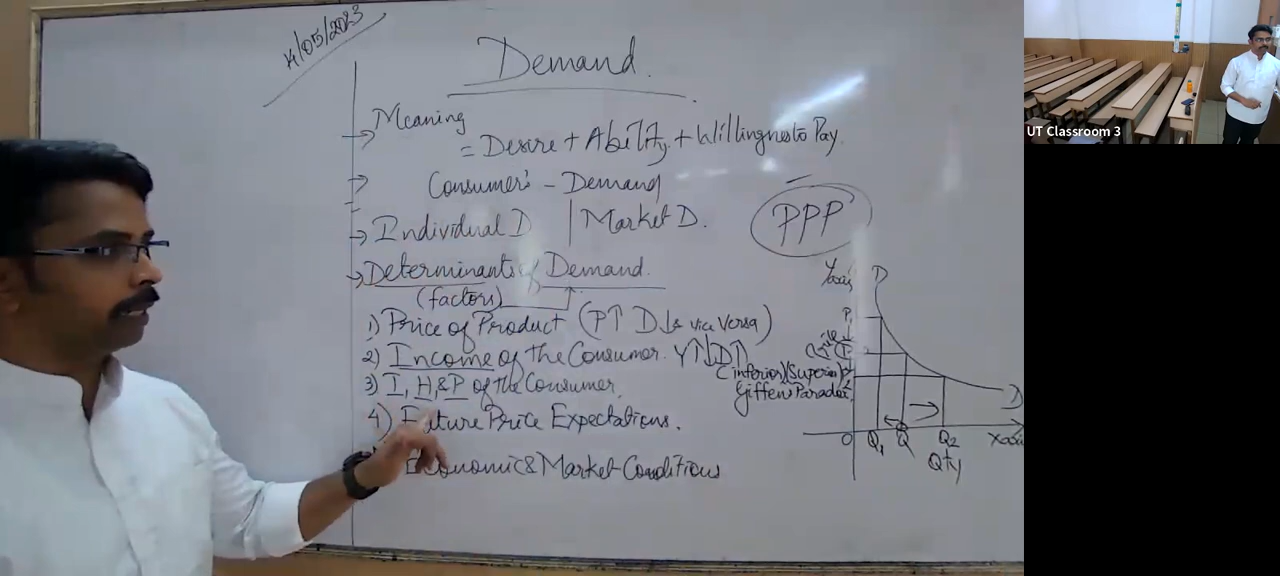 14/05/2023
Demand.
→ Meaning
= Desire + Ability + Willingness to Pay.
→ Consumer's - Demand
→ Individual D | Market D.
PPP
→ Determinants of Demand.
(factors)
1) Price of Product (P↑ D↓ & vice versa)
2) Income of the Consumer. Y↑↓ D↑
(inferior) (Superior)
Giffen's Paradox
3) I, H, & P of the Consumer.
4) Future Price Expectations.
Economic & Market Conditions
Yaxis
D
P
D
O Q1 Q Q2
Qty
UT Classroom 3